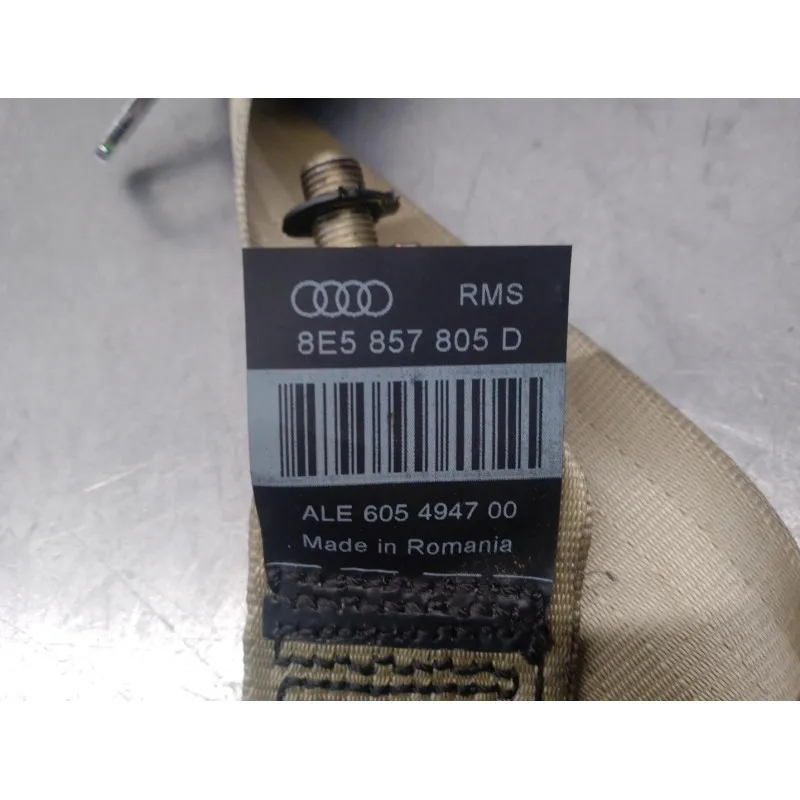 RMS
8E5 857 805 D
ALE 605 4947 00
Made in Romania